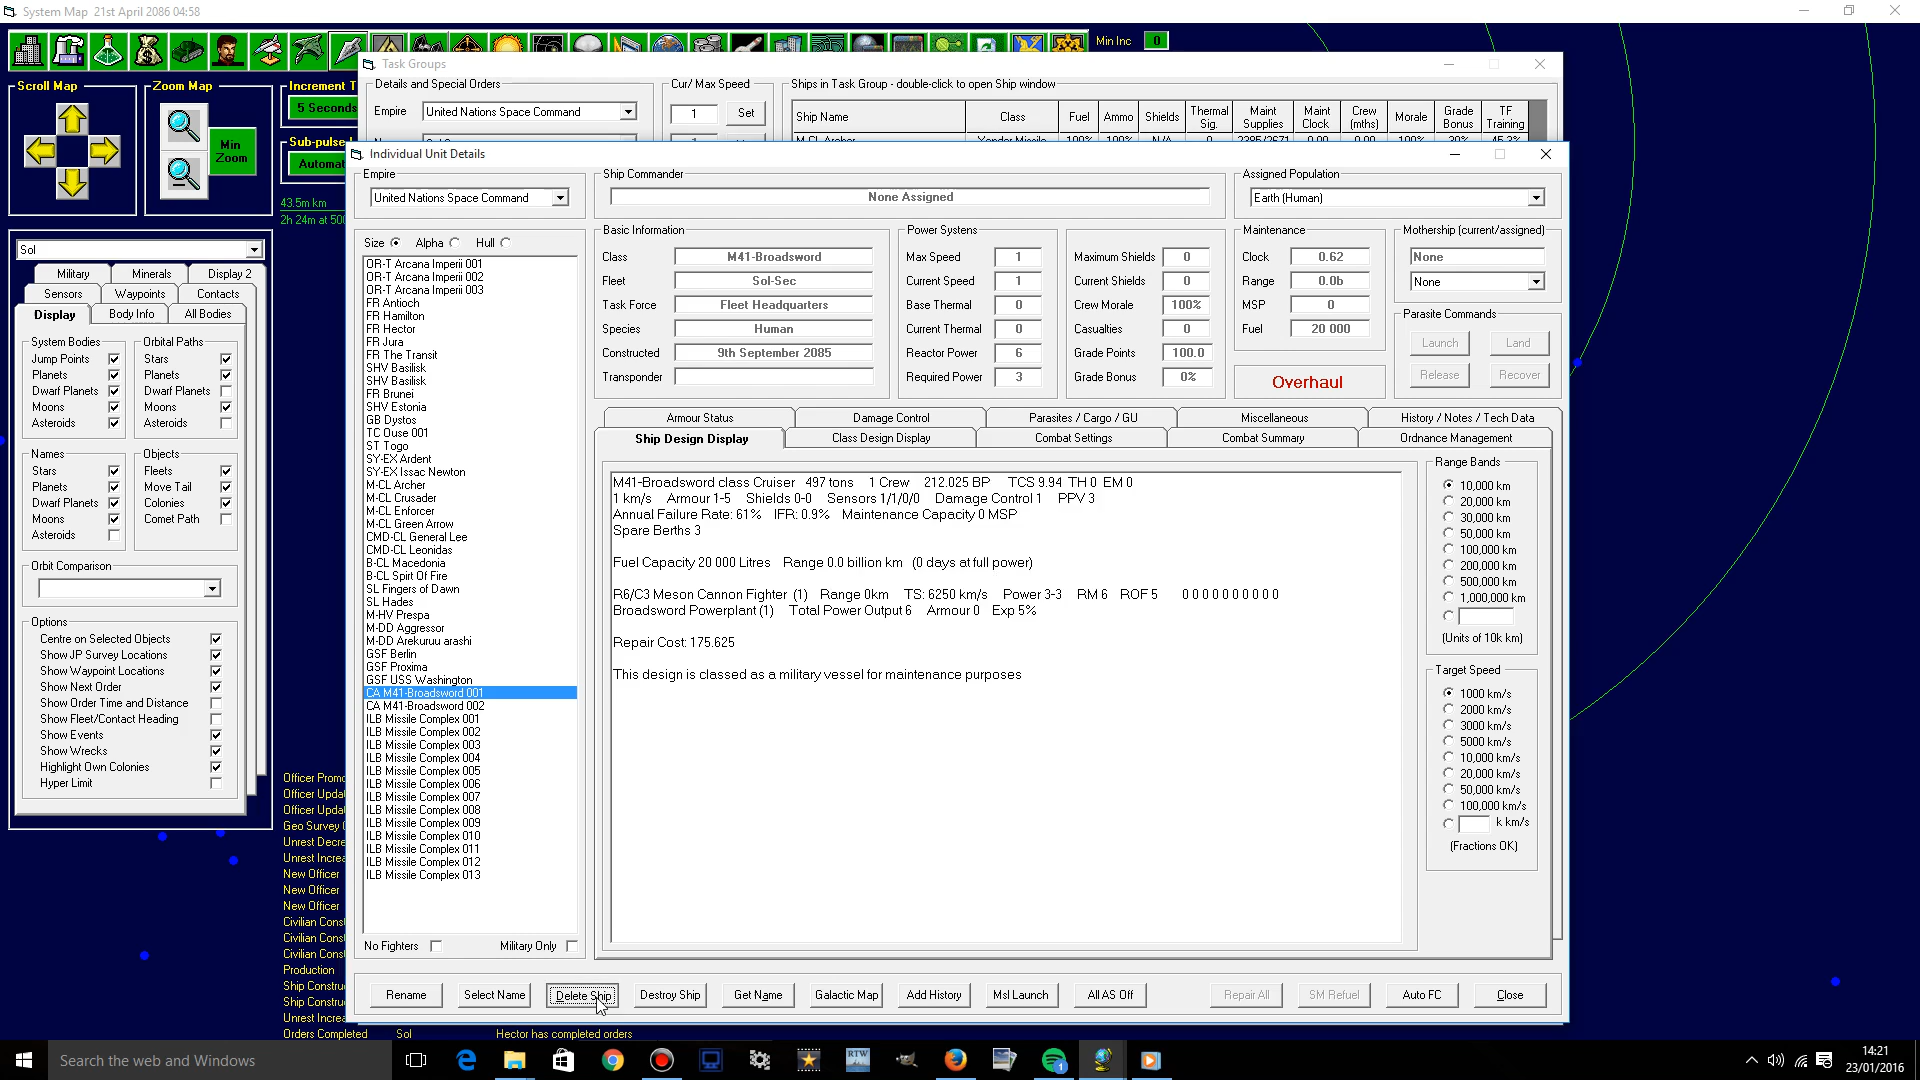 System Map   21st April 2086 04:58
Min Inc   0
Scroll Map
Zoom Map
Min Zoom
Increment T
5 Seconds
Sub-pulse
Automat
43.5m km
2h 24m at 500
Task Groups
Details and Special Orders
Empire   United Nations Space Command
Cur/ Max Speed
1   Set
Ships in Task Group - double-click to open Ship window
Ship Name   Class   Fuel   Ammo   Shields   Thermal Sig.   Maint Supplies   Maint Clock   Crew (mths)   Morale   Grade Bonus   TF Training
Individual Unit Details
Empire
United Nations Space Command
Ship Commander
None Assigned
Assigned Population
Earth (Human)
Sol
Military   Minerals   Display 2
Sensors   Waypoints   Contacts
Display   Body Info   All Bodies
System Bodies
Jump Points
Planets
Dwarf Planets
Moons
Asteroids
Orbital Paths
Stars
Planets
Dwarf Planets
Moons
Asteroids
Names
Stars
Planets
Dwarf Planets
Moons
Asteroids
Objects
Fleets
Move Tail
Colonies
Comet Path
Orbit Comparison
Options
Centre on Selected Objects
Show JP Survey Locations
Show Waypoint Locations
Show Next Order
Show Order Time and Distance
Show Fleet/Contact Heading
Show Events
Show Wrecks
Highlight Own Colonies
Hyper Limit
Officer Promo
Officer Upda
Officer Upda
Geo Survey
Unrest Decre
Unrest Increa
New Officer
New Officer
New Officer
Civilian Const
Civilian Const
Civilian Const
Production
Ship Constru
Ship Constru
Unrest Increa
Orders Completed   Sol   Hector has completed orders
Size   Alpha   Hull
OR-T Arcana Imperii 001
OR-T Arcana Imperii 002
OR-T Arcana Imperii 003
FR Antioch
FR Hamilton
FR Hector
FR Jura
FR The Transit
SHV Basilisk
SHV Basilisk
FR Brunei
SHV Estonia
GB Dystos
TC Ouse 001
ST Togo
SY-EX Ardent
SY-EX Issac Newton
M-CL Archer
M-CL Crusader
M-CL Enforcer
M-CL Green Arrow
CMD-CL General Lee
CMD-CL Leonidas
B-CL Macedonia
B-CL Spirt Of Fire
SL Fingers of Dawn
SL Hades
M-HV Prespa
M-DD Aggressor
M-DD Arekuruu arashi
GSF Berlin
GSF Proxima
GSF USS Washington
CA M41-Broadsword 001
CA M41-Broadsword 002
ILB Missile Complex 001
ILB Missile Complex 002
ILB Missile Complex 003
ILB Missile Complex 004
ILB Missile Complex 005
ILB Missile Complex 006
ILB Missile Complex 007
ILB Missile Complex 008
ILB Missile Complex 009
ILB Missile Complex 010
ILB Missile Complex 011
ILB Missile Complex 012
ILB Missile Complex 013
No Fighters   Military Only
Basic Information
Class   M41-Broadsword
Fleet   Sol-Sec
Task Force   Fleet Headquarters
Species   Human
Constructed   9th September 2085
Transponder
Power Systens
Max Speed   1
Current Speed   1
Base Thermal   0
Current Thermal   0
Reactor Power   6
Required Power   3
Maximum Shields   0
Current Shields   0
Crew Morale   100%
Casualties   0
Grade Points   100.0
Grade Bonus   0%
Maintenance
Clock   0.62
Range   0.0b
MSP   0
Fuel   20 000
Overhaul
Mothership (current/assigned)
None
None
Parasite Commands
Launch   Land
Release   Recover
Armour Status   Damage Control   Parasites / Cargo / GU   Miscellaneous   History / Notes / Tech Data
Ship Design Display   Class Design Display   Combat Settings   Combat Summary   Ordnance Management
M41-Broadsword class Cruiser   497 tons   1 Crew   212.025 BP   TCS 9.94  TH 0  EM 0
1 km/s   Armour 1-5   Shields 0-0   Sensors 1/1/0/0   Damage Control 1   PPV 3
Annual Failure Rate: 61%   IFR: 0.9%   Maintenance Capacity 0 MSP
Spare Berths 3
Fuel Capacity 20 000 Litres   Range 0.0 billion km   (0 days at full power)
R6/C3 Meson Cannon Fighter (1)   Range 0km   TS: 6250 km/s   Power 3-3   RM 6   ROF 5   0 0 0 0 0 0 0 0 0 0
Broadsword Powerplant (1)   Total Power Output 6   Armour 0   Exp 5%
Repair Cost: 175.625
This design is classed as a military vessel for maintenance purposes
Range Bands
10,000 km
20,000 km
30,000 km
50,000 km
100,000 km
200,000 km
500,000 km
1,000,000 km
(Units of 10k km)
Target Speed
1000 km/s
2000 km/s
3000 km/s
5000 km/s
10,000 km/s
20,000 km/s
50,000 km/s
100,000 km/s
k km/s
(Fractions OK)
Rename   Select Name   Delete Ship   Destroy Ship   Get Name   Galactic Map   Add History   Msl Launch   All AS Off   Repair All   SM Refuel   Auto FC   Close
Search the web and Windows
RTW
1
14:21
23/01/2016